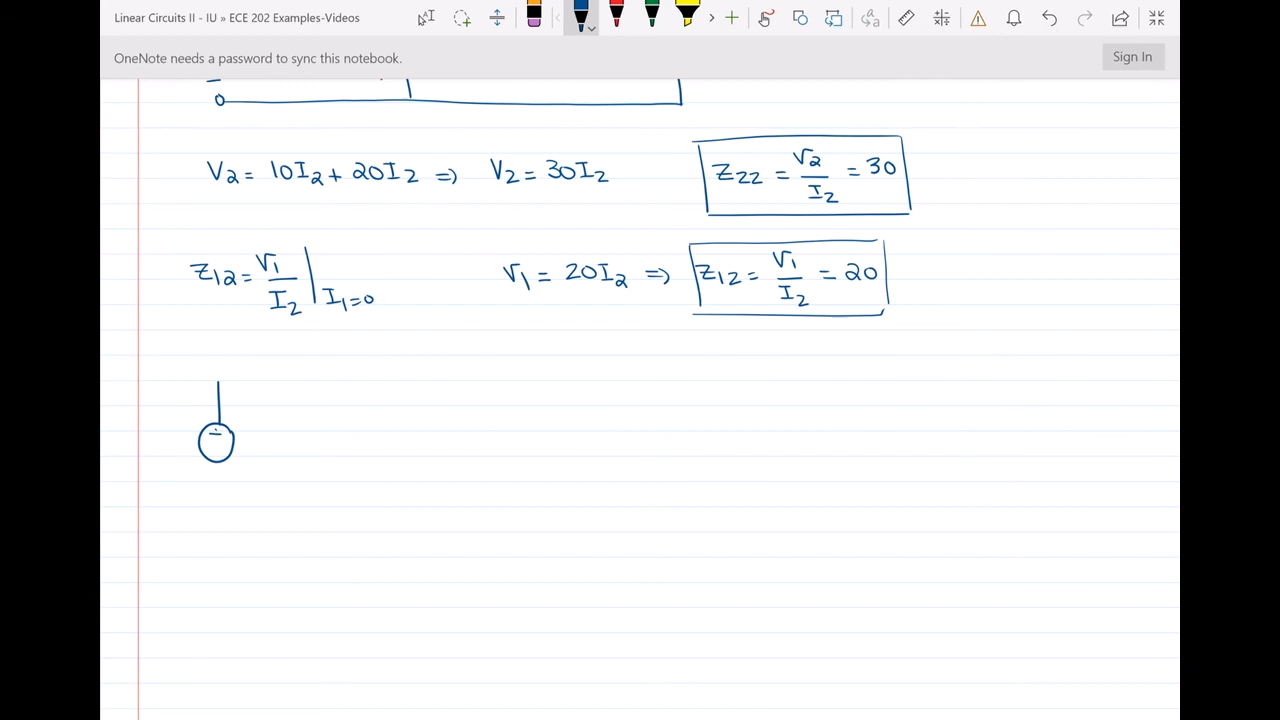 Linear Circuits II - IU » ECE 202 Examples-Videos
OneNote needs a password to sync this notebook. Sign In
V2 = 10I2 + 20I2 ⇒ V2 = 30I2 Z22 = V2/I2 = 30
Z12 = V1/I2 | I1=0 V1 = 20I2 ⇒ Z12 = V1/I2 = 20